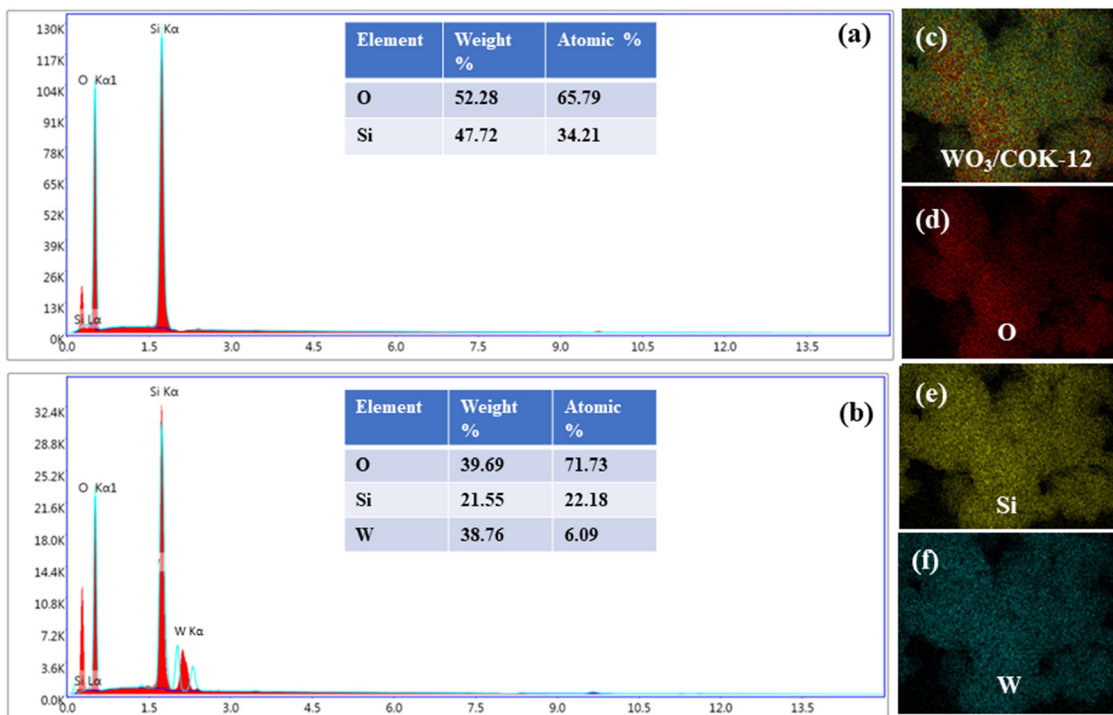 (a)
130K
117K
104K
91K
78K
65K
52K
39K
26K
13K
0K
O Kα1
Si Kα
Si Lα
0.0 1.5 3.0 4.5 6.0 7.5 9.0 10.5 12.0 13.5
Element Weight % Atomic %
O 52.28 65.79
Si 47.72 34.21
(b)
32.4K
28.8K
25.2K
21.6K
18.0K
14.4K
10.8K
7.2K
3.6K
0.0K
O Kα1
Si Kα
W Kα
Si Lα
0.0 1.5 3.0 4.5 6.0 7.5 9.0 10.5 12.0 13.5
Element Weight % Atomic %
O 39.69 71.73
Si 21.55 22.18
W 38.76 6.09
(c)
WO₃/COK-12
(d)
O
(e)
Si
(f)
W